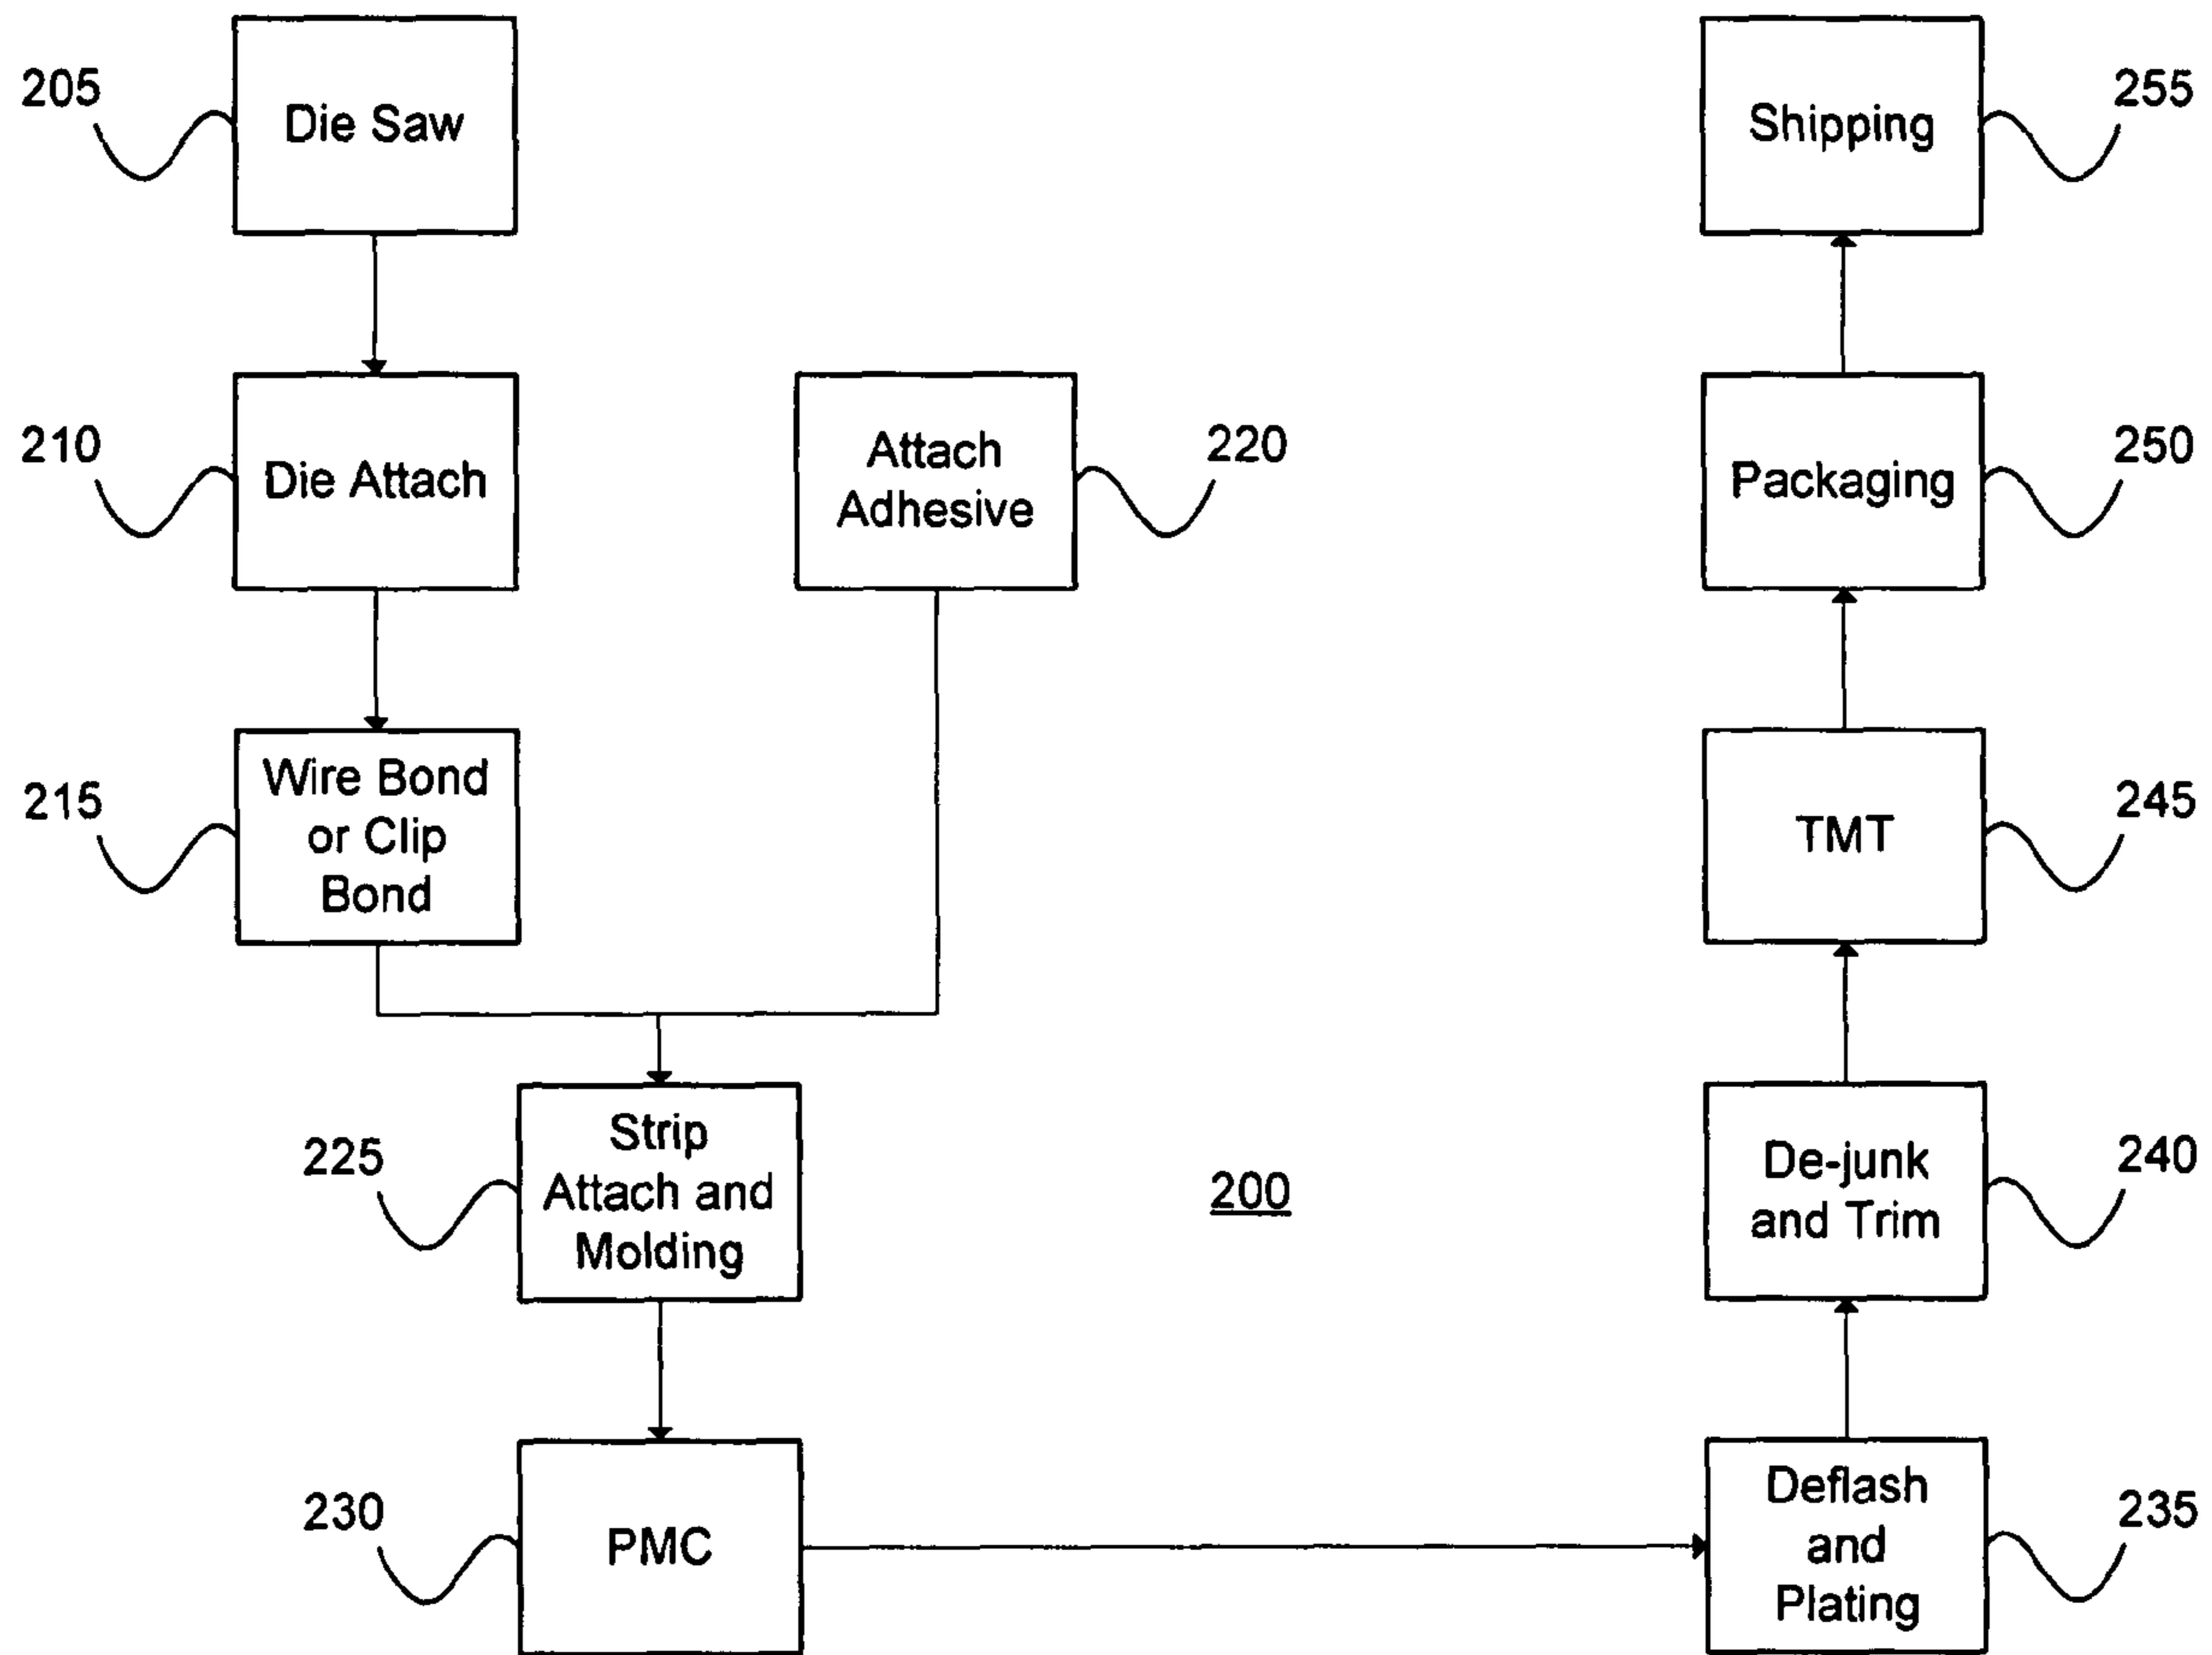 205
Die Saw
210
Die Attach
215
Wire Bond
or Clip
Bond
Attach
Adhesive
220
225
Strip
Attach and
Molding
200
230
PMC
Deflash
and
Plating
235
De-junk
and Trim
240
TMT
245
Packaging
250
Shipping
255